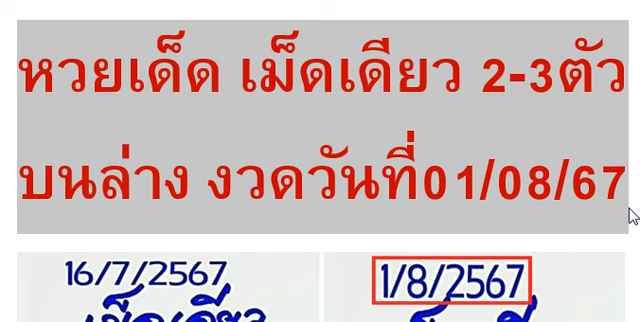 หวยเด็ด เม็ดเดียว 2-3ตัว
บนล่าง งวดวันที่01/08/67
16/7/2567
1/8/2567